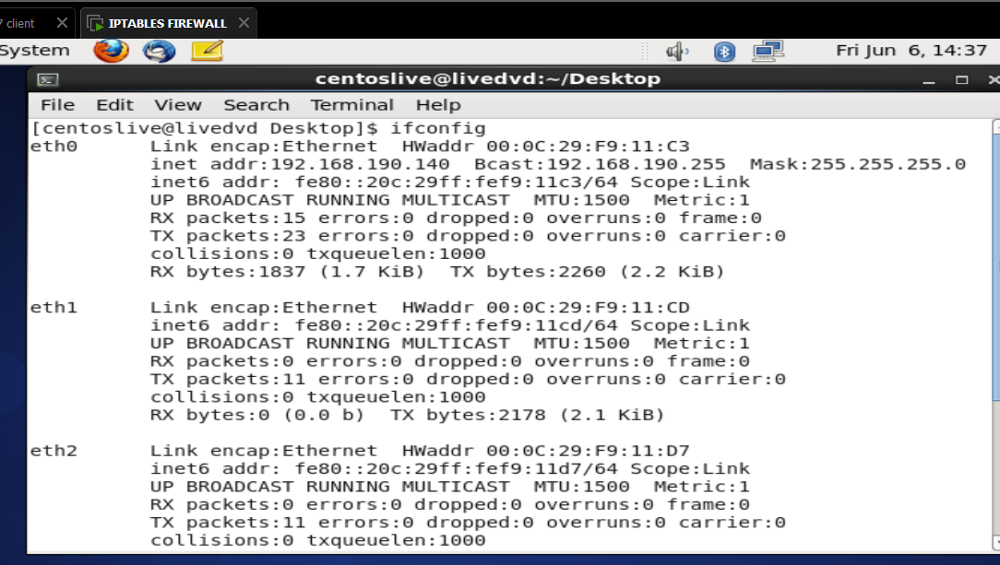 7 client
IPTABLES FIREWALL
System
Fri Jun 6, 14:37
centoslive@livedvd:~/Desktop
File Edit View Search Terminal Help
[centoslive@livedvd Desktop]$ ifconfig
eth0 Link encap:Ethernet HWaddr 00:0C:29:F9:11:C3
inet addr:192.168.190.140 Bcast:192.168.190.255 Mask:255.255.255.0
inet6 addr: fe80::20c:29ff:fef9:11c3/64 Scope:Link
UP BROADCAST RUNNING MULTICAST MTU:1500 Metric:1
RX packets:15 errors:0 dropped:0 overruns:0 frame:0
TX packets:23 errors:0 dropped:0 overruns:0 carrier:0
collisions:0 txqueuelen:1000
RX bytes:1837 (1.7 KiB) TX bytes:2260 (2.2 KiB)
eth1 Link encap:Ethernet HWaddr 00:0C:29:F9:11:CD
inet6 addr: fe80::20c:29ff:fef9:11cd/64 Scope:Link
UP BROADCAST RUNNING MULTICAST MTU:1500 Metric:1
RX packets:0 errors:0 dropped:0 overruns:0 frame:0
TX packets:11 errors:0 dropped:0 overruns:0 carrier:0
collisions:0 txqueuelen:1000
RX bytes:0 (0.0 b) TX bytes:2178 (2.1 KiB)
eth2 Link encap:Ethernet HWaddr 00:0C:29:F9:11:D7
inet6 addr: fe80::20c:29ff:fef9:11d7/64 Scope:Link
UP BROADCAST RUNNING MULTICAST MTU:1500 Metric:1
RX packets:0 errors:0 dropped:0 overruns:0 frame:0
TX packets:11 errors:0 dropped:0 overruns:0 carrier:0
collisions:0 txqueuelen:1000